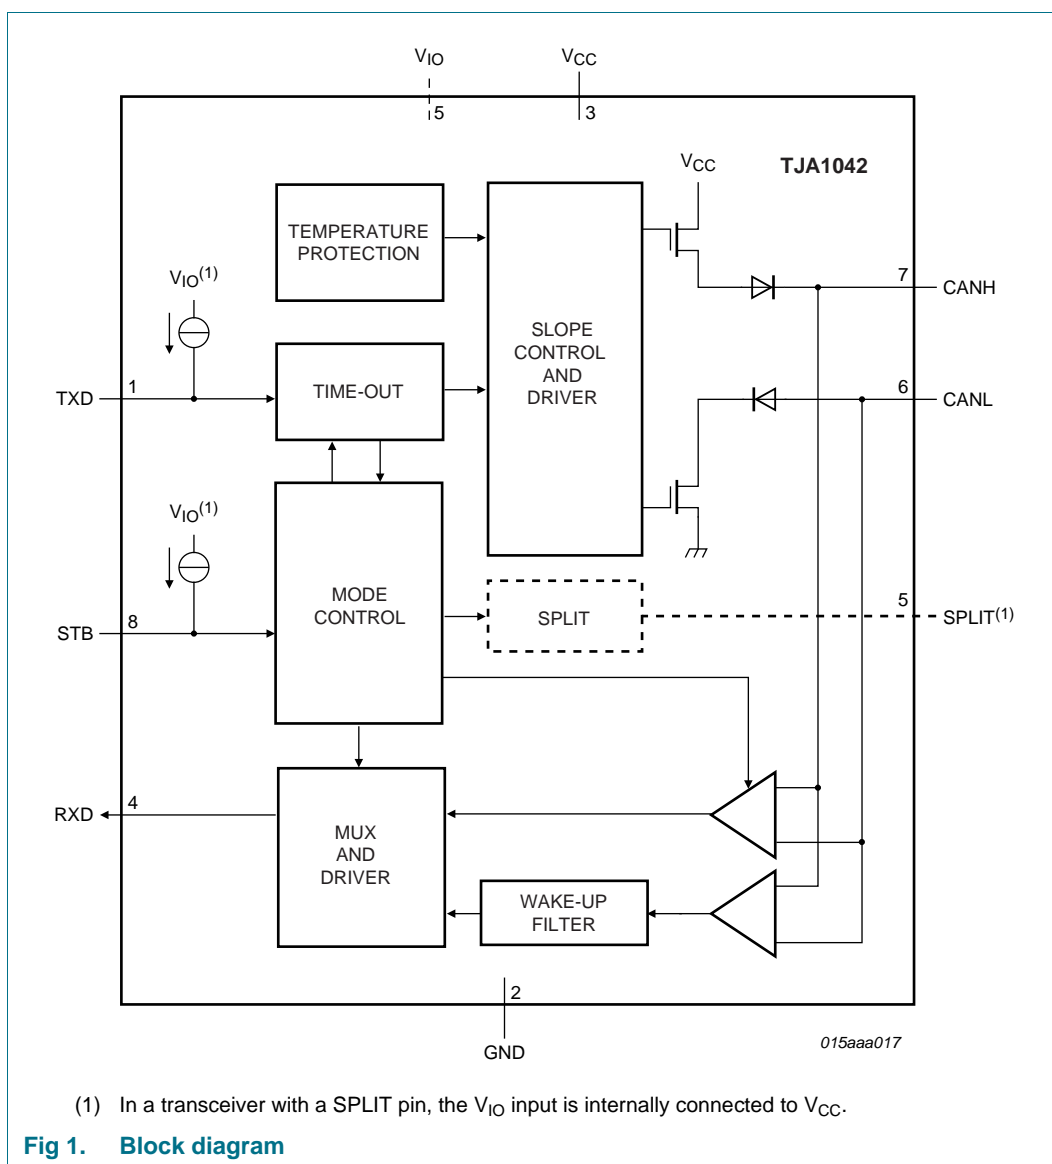 VIO
VCC
5
3
VCC
TJA1042
TEMPERATURE
PROTECTION
VIO(1)
7
CANH
SLOPE
CONTROL
AND
DRIVER
1
TXD
TIME-OUT
6
CANL
VIO(1)
MODE
CONTROL
8
STB
SPLIT
5
SPLIT(1)
4
RXD
MUX
AND
DRIVER
WAKE-UP
FILTER
2
GND
015aaa017
(1) In a transceiver with a SPLIT pin, the VIO input is internally connected to VCC.
Fig 1. Block diagram